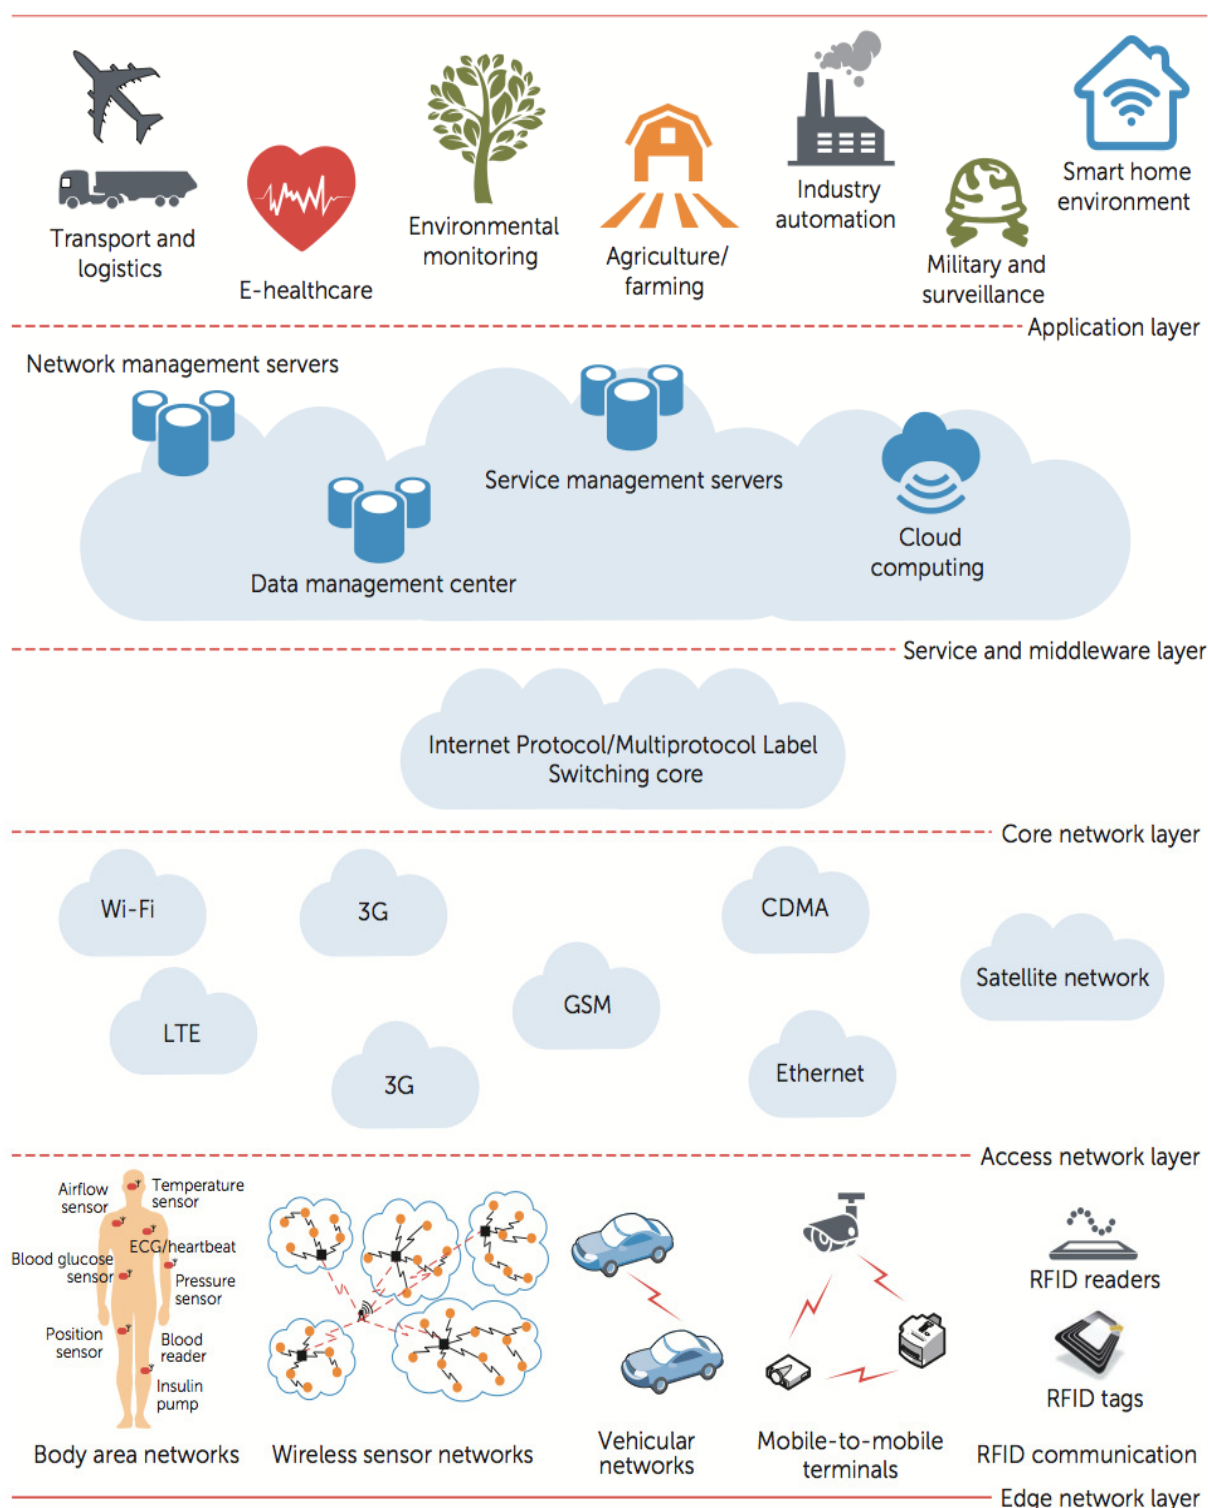 Transport and
logistics
E-healthcare
Environmental
monitoring
Agriculture/
farming
Industry
automation
Military and
surveillance
Smart home
environment
Application layer
Network management servers
Service management servers
Data management center
Cloud
computing
Service and middleware layer
Internet Protocol/Multiprotocol Label
Switching core
Core network layer
Wi-Fi
3G
CDMA
Satellite network
LTE
GSM
3G
Ethernet
Access network layer
Airflow
sensor
Temperature
sensor
ECG/heartbeat
Blood glucose
sensor
Pressure
sensor
Position
sensor
Blood
reader
Insulin
pump
Body area networks
Wireless sensor networks
Vehicular
networks
Mobile-to-mobile
terminals
RFID readers
RFID tags
RFID communication
Edge network layer